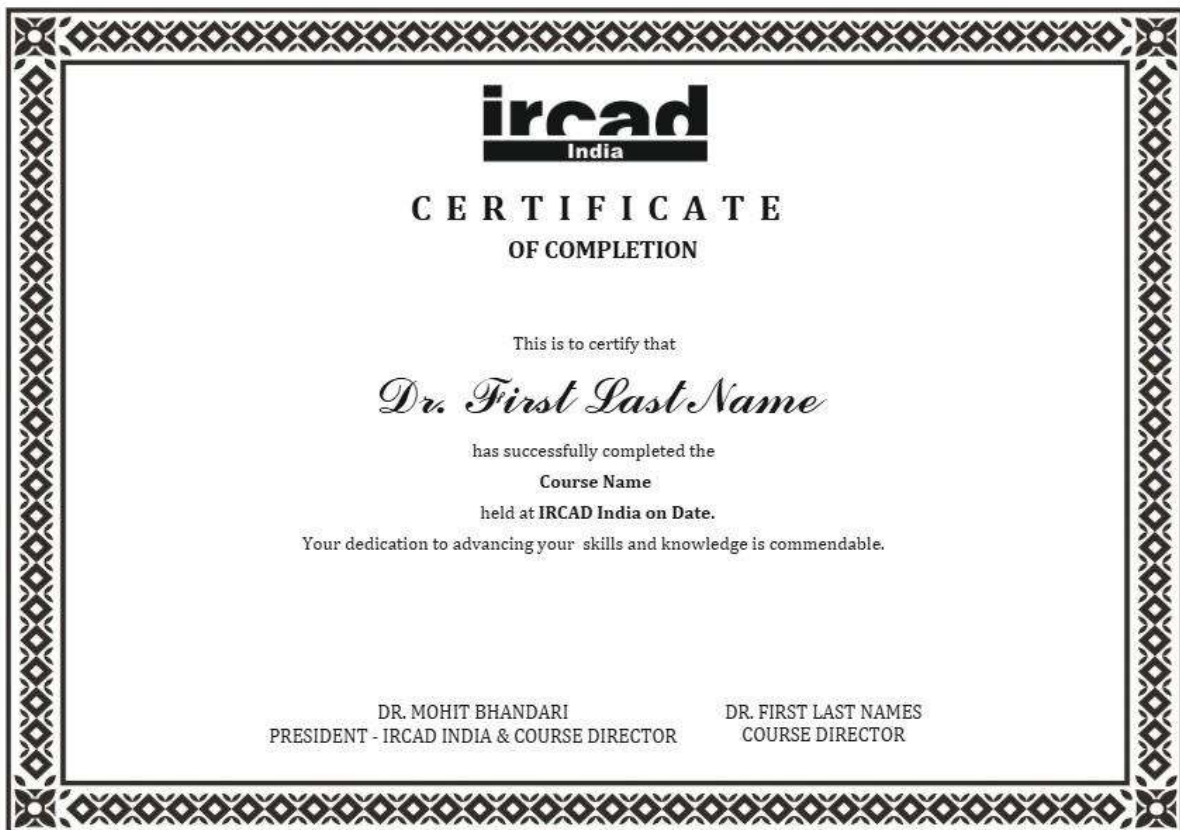 ircad
India
C E R T I F I C A T E
OF COMPLETION
This is to certify that
Dr. First Last Name
has successfully completed the
Course Name
held at IRCAD India on Date.
Your dedication to advancing your skills and knowledge is commendable.
DR. MOHIT BHANDARI
PRESIDENT - IRCAD INDIA & COURSE DIRECTOR
DR. FIRST LAST NAMES
COURSE DIRECTOR